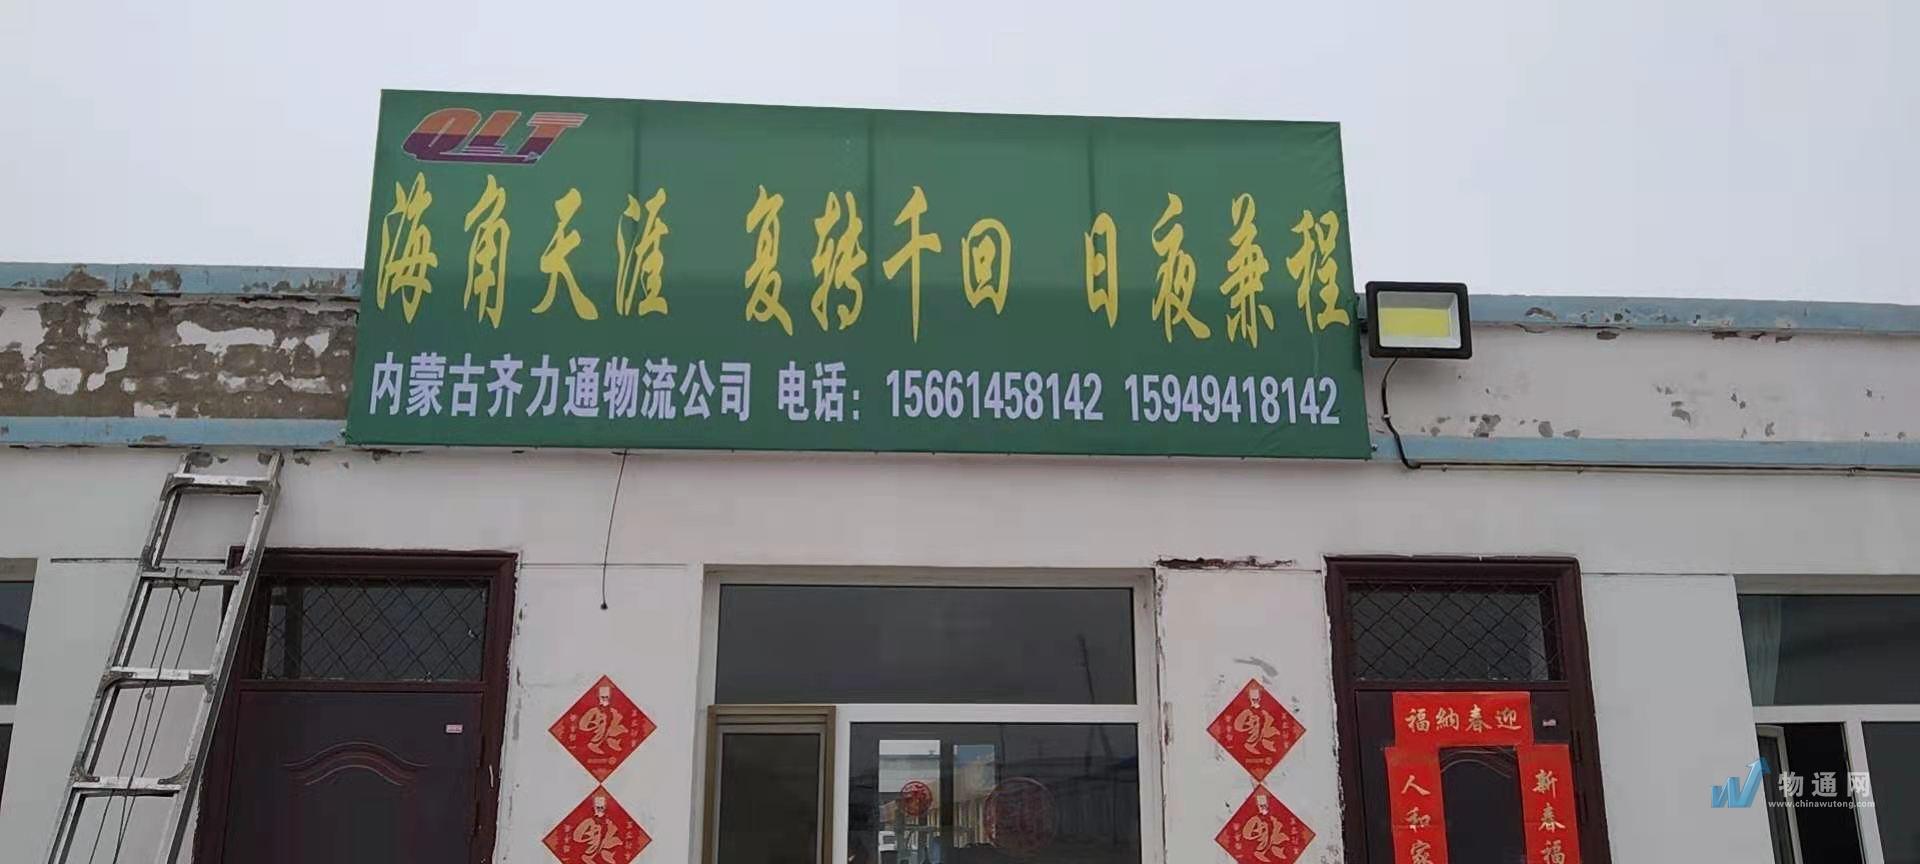 QLT
海角天涯 复转千回 日夜兼程
内蒙古齐力通物流公司 电话：15661458142 15949418142
福納春迎
人和家
新春福
物通网
www.chinawutong.com